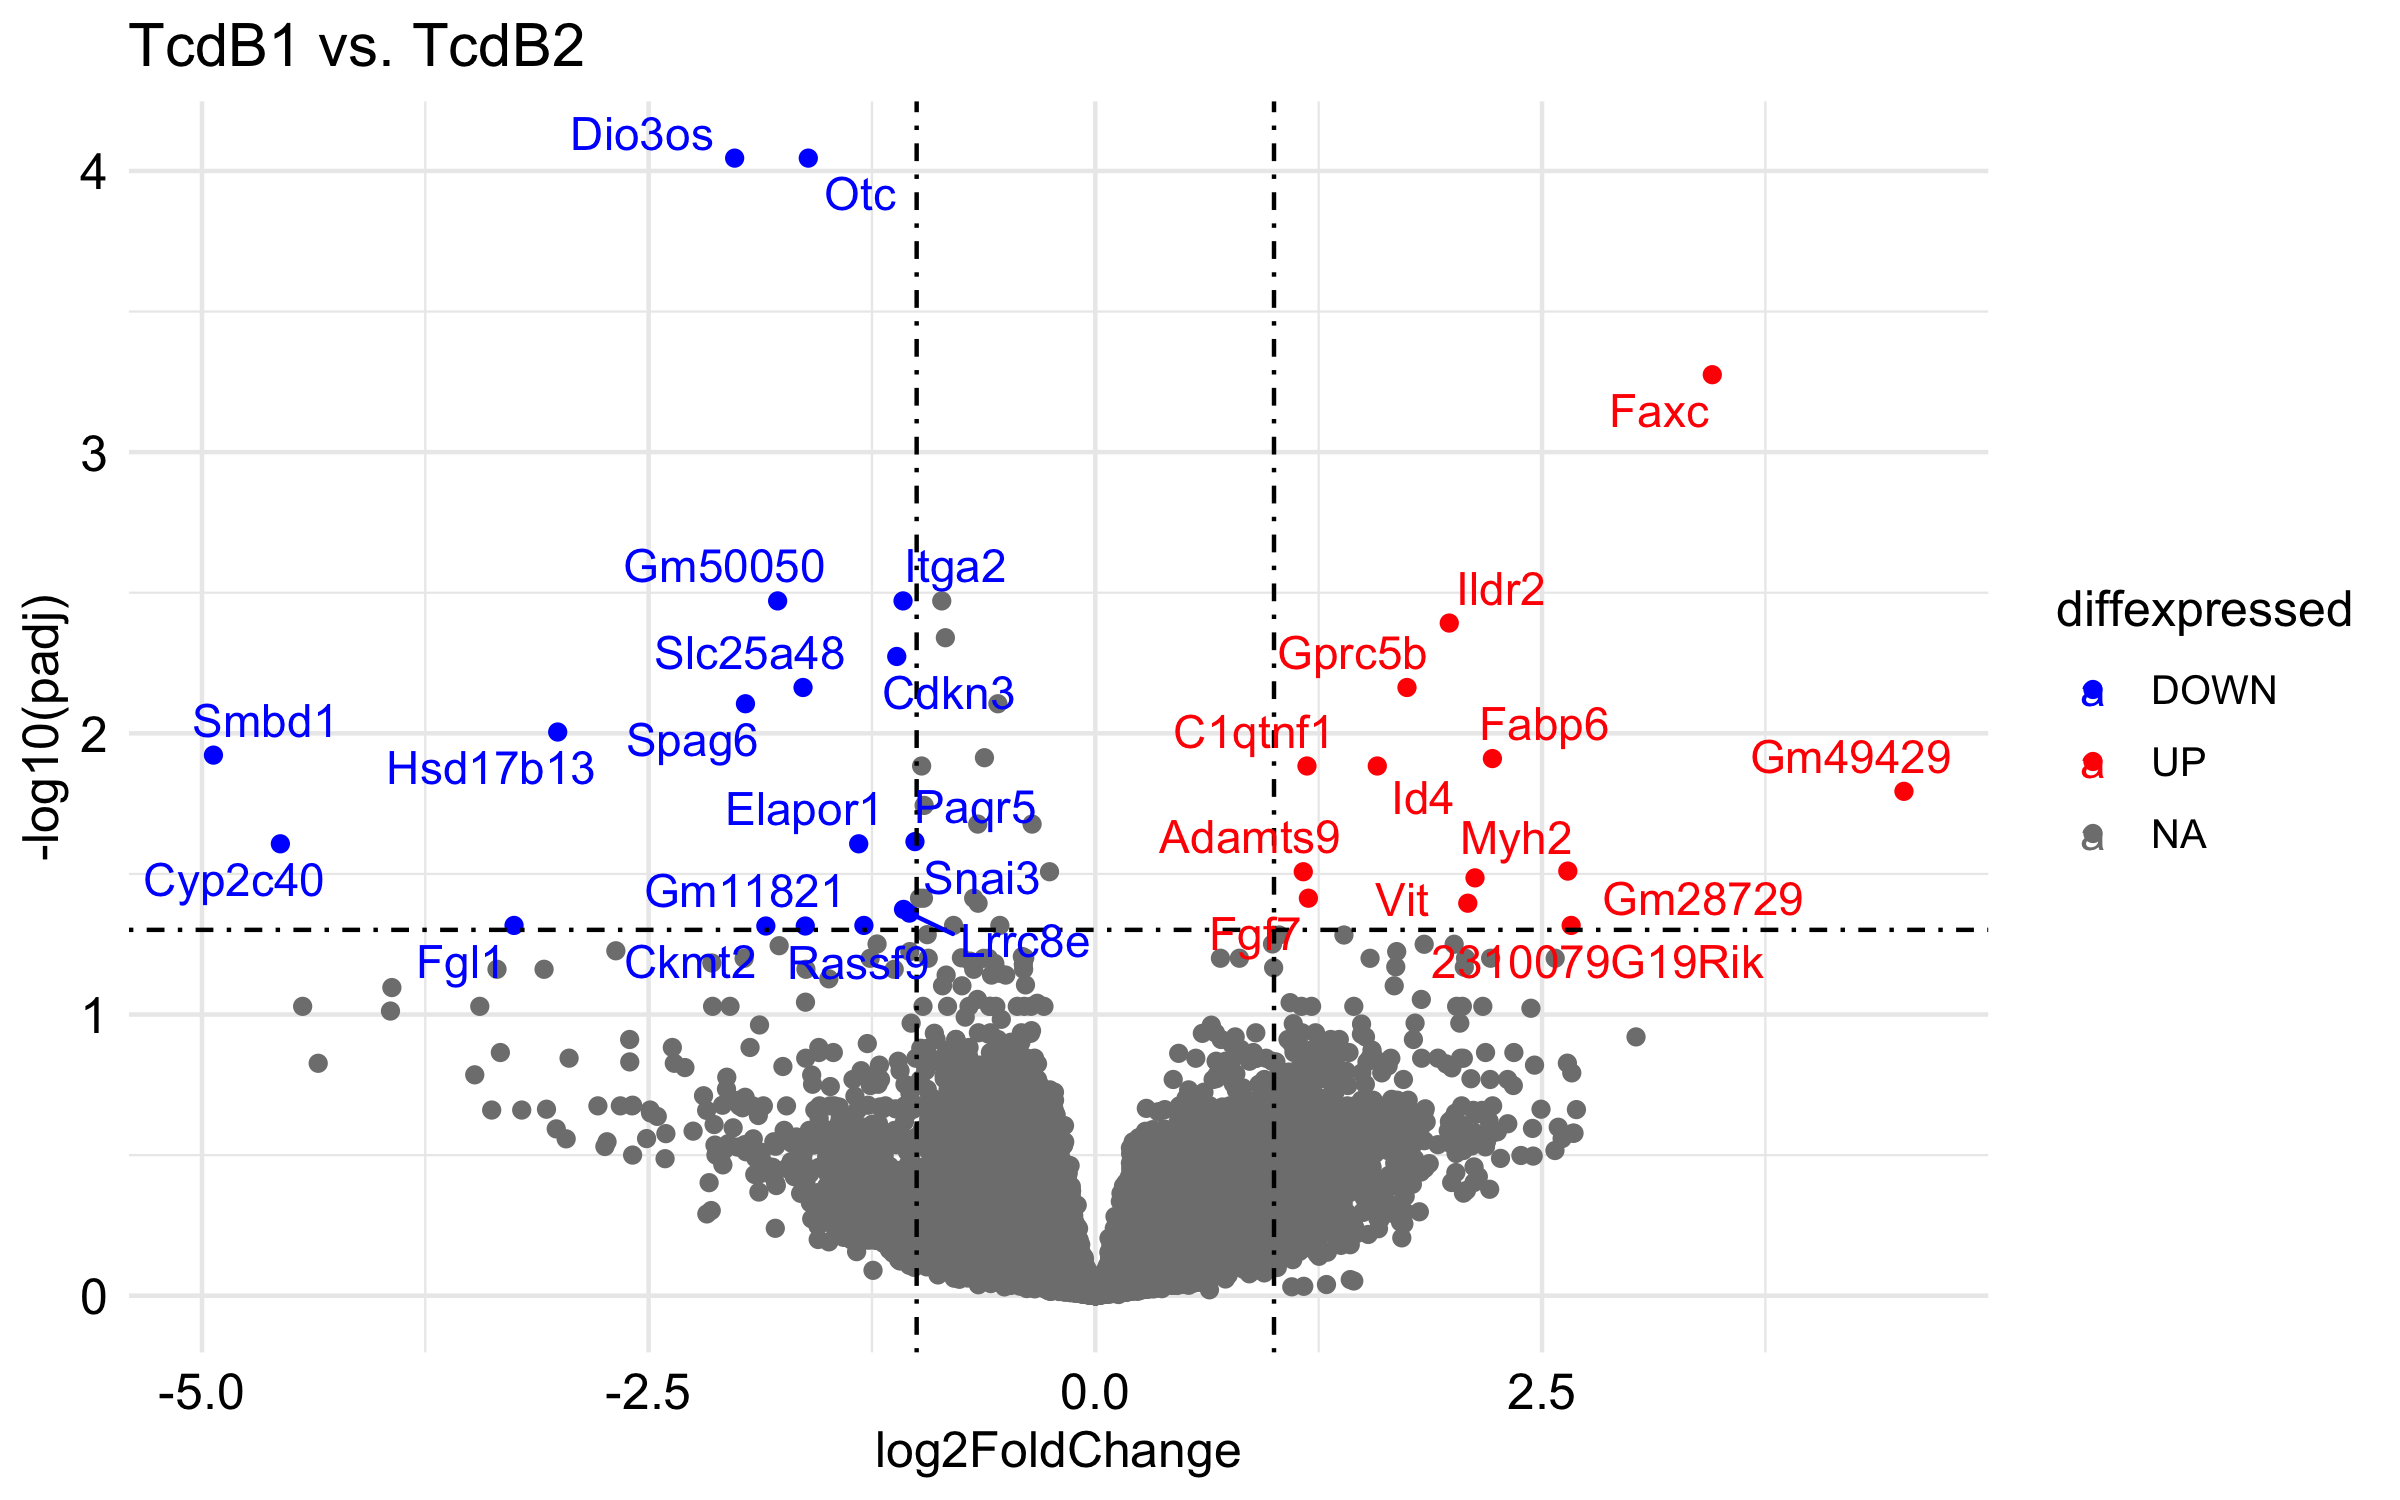 TcdB1 vs. TcdB2
Dio3os
Otc
Faxc
Gm50050
Itga2
Ildr2
Slc25a48
Gprc5b
Cdkn3
Smbd1
Spag6
C1qtnf1
Fabp6
Hsd17b13
Gm49429
Elapor1
Paqr5
Id4
Adamts9
Myh2
Cyp2c40
Gm11821
Snai3
Vit
Gm28729
Fgf7
Lrrc8e
Fgl1
Ckmt2
Rassf9
2310079G19Rik
4
3
2
1
0
-log10(padj)
-5.0
-2.5
0.0
2.5
log2FoldChange
diffexpressed
a DOWN
a UP
a NA